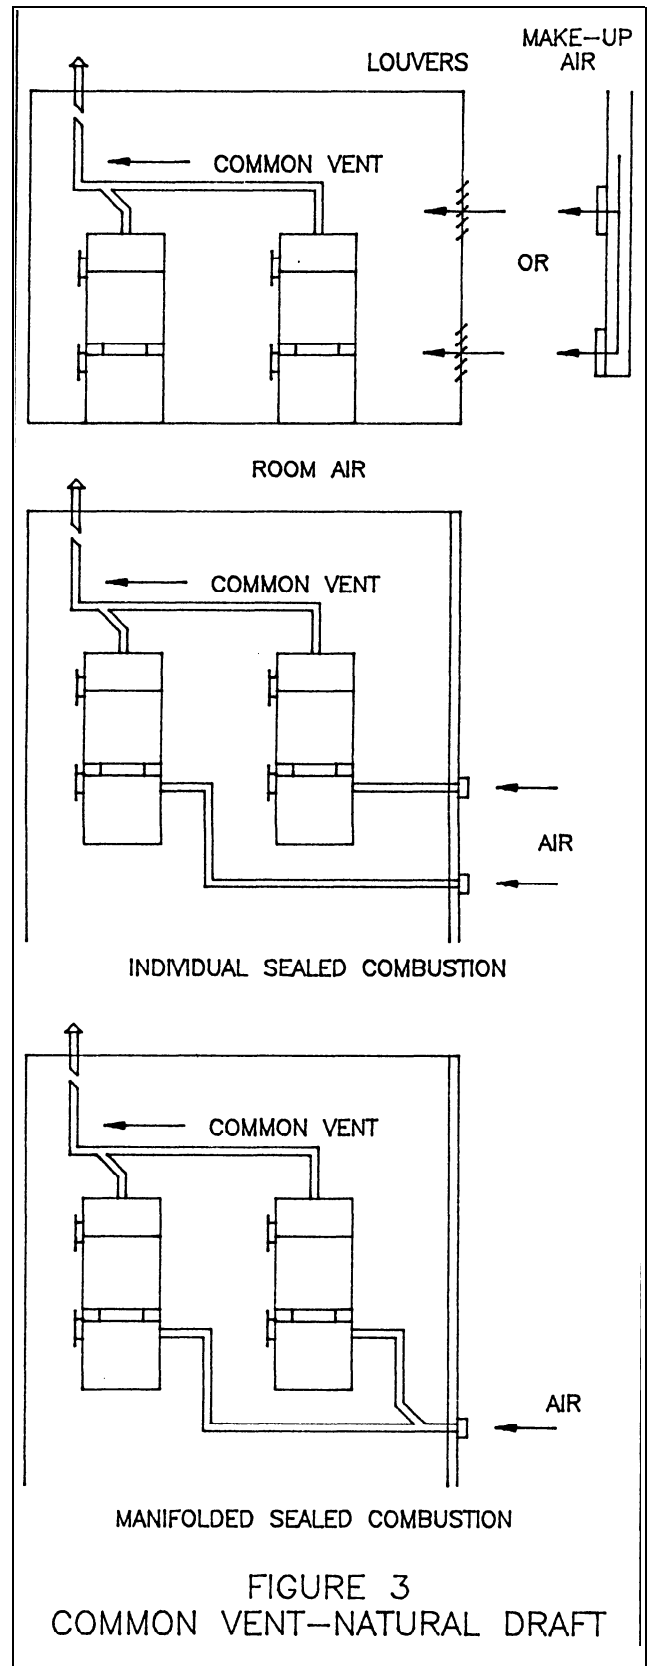 MAKE-UP
AIR
LOUVERS
COMMON VENT
OR
ROOM AIR
COMMON VENT
AIR
INDIVIDUAL SEALED COMBUSTION
COMMON VENT
AIR
MANIFOLDED SEALED COMBUSTION
FIGURE 3
COMMON VENT-NATURAL DRAFT